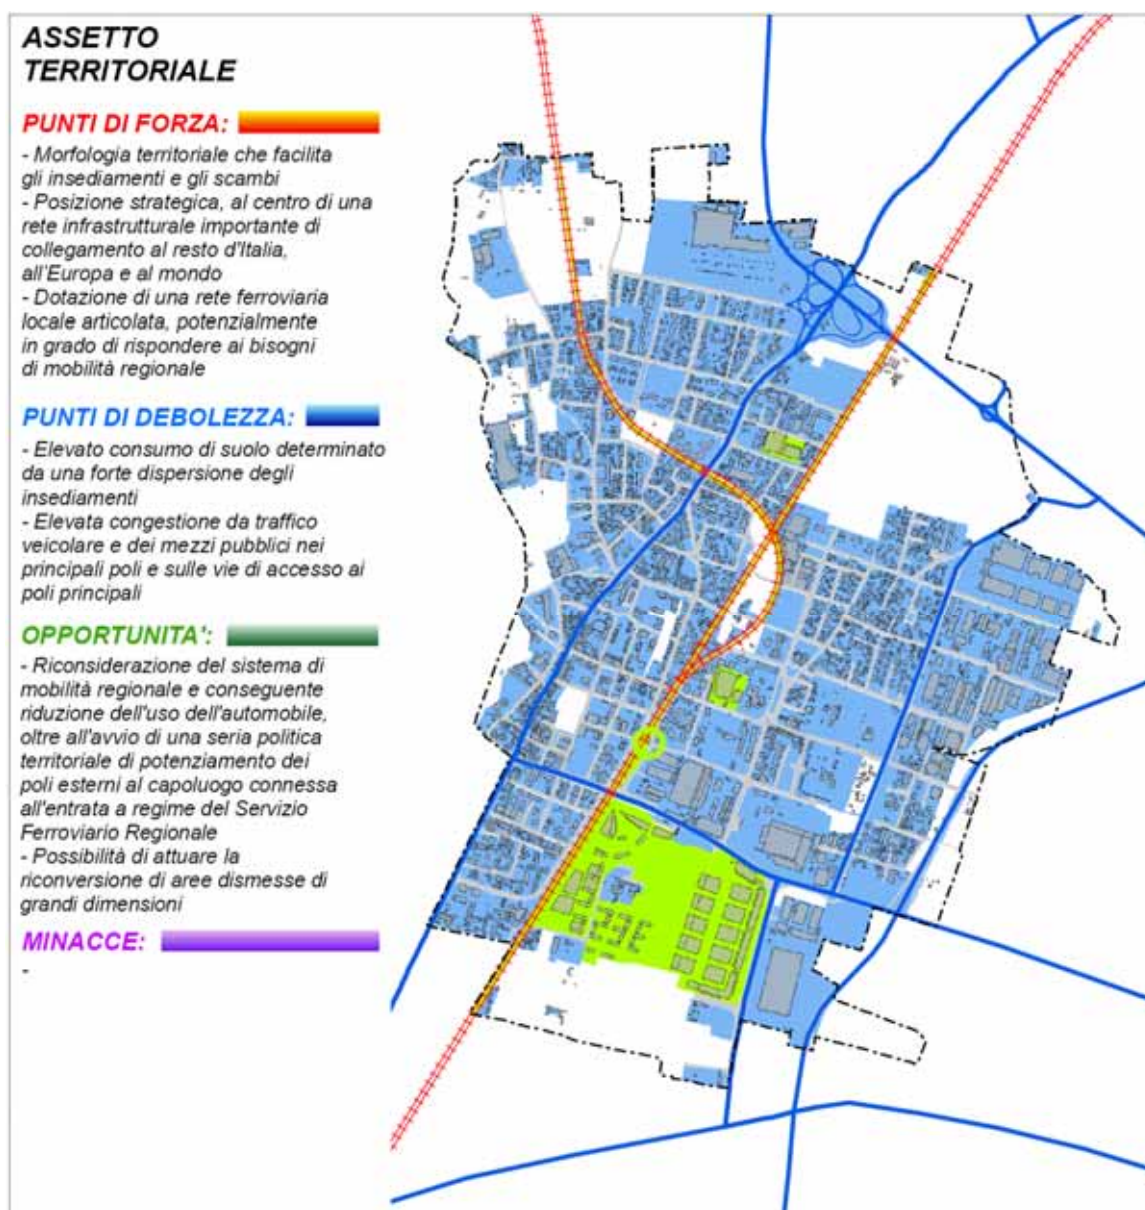 ASSETTO
TERRITORIALE
PUNTI DI FORZA:
- Morfologia territoriale che facilita
gli insediamenti e gli scambi
- Posizione strategica, al centro di una
rete infrastrutturale importante di
collegamento al resto d'Italia,
all'Europa e al mondo
- Dotazione di una rete ferroviaria
locale articolata, potenzialmente
in grado di rispondere ai bisogni
di mobilità regionale
PUNTI DI DEBOLEZZA:
- Elevato consumo di suolo determinato
da una forte dispersione degli
insediamenti
- Elevata congestione da traffico
veicolare e dei mezzi pubblici nei
principali poli e sulle vie di accesso ai
poli principali
OPPORTUNITA':
- Riconsiderazione del sistema di
mobilità regionale e conseguente
riduzione dell'uso dell'automobile,
oltre all'avvio di una seria politica
territoriale di potenziamento dei
poli esterni al capoluogo connessa
all'entrata a regime del Servizio
Ferroviario Regionale
- Possibilità di attuare la
riconversione di aree dismesse di
grandi dimensioni
MINACCE:
-